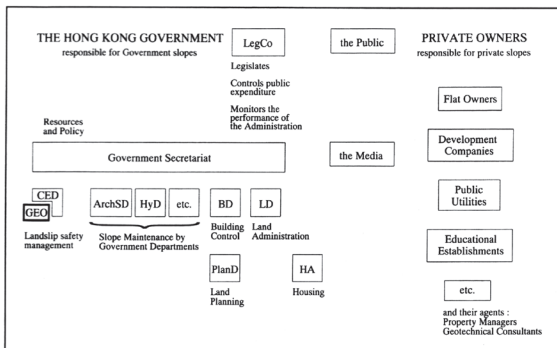 THE HONG KONG GOVERNMENT
responsible for Government slopes
LegCo
Legislates
Controls public
expenditure
Monitors the
performance of
the Administration
the Public
PRIVATE OWNERS
responsible for private slopes
Flat Owners
Resources
and Policy
Government Secretariat
the Media
Development
Companies
CED
GEO
Landslip safety
management
ArchSD
HyD
etc.
Slope Maintenance by
Government Departments
BD
Building
Control
LD
Land
Administration
Public
Utilities
PlanD
Land
Planning
HA
Housing
Educational
Establishments
etc.
and their agents :
Property Managers
Geotechnical Consultants